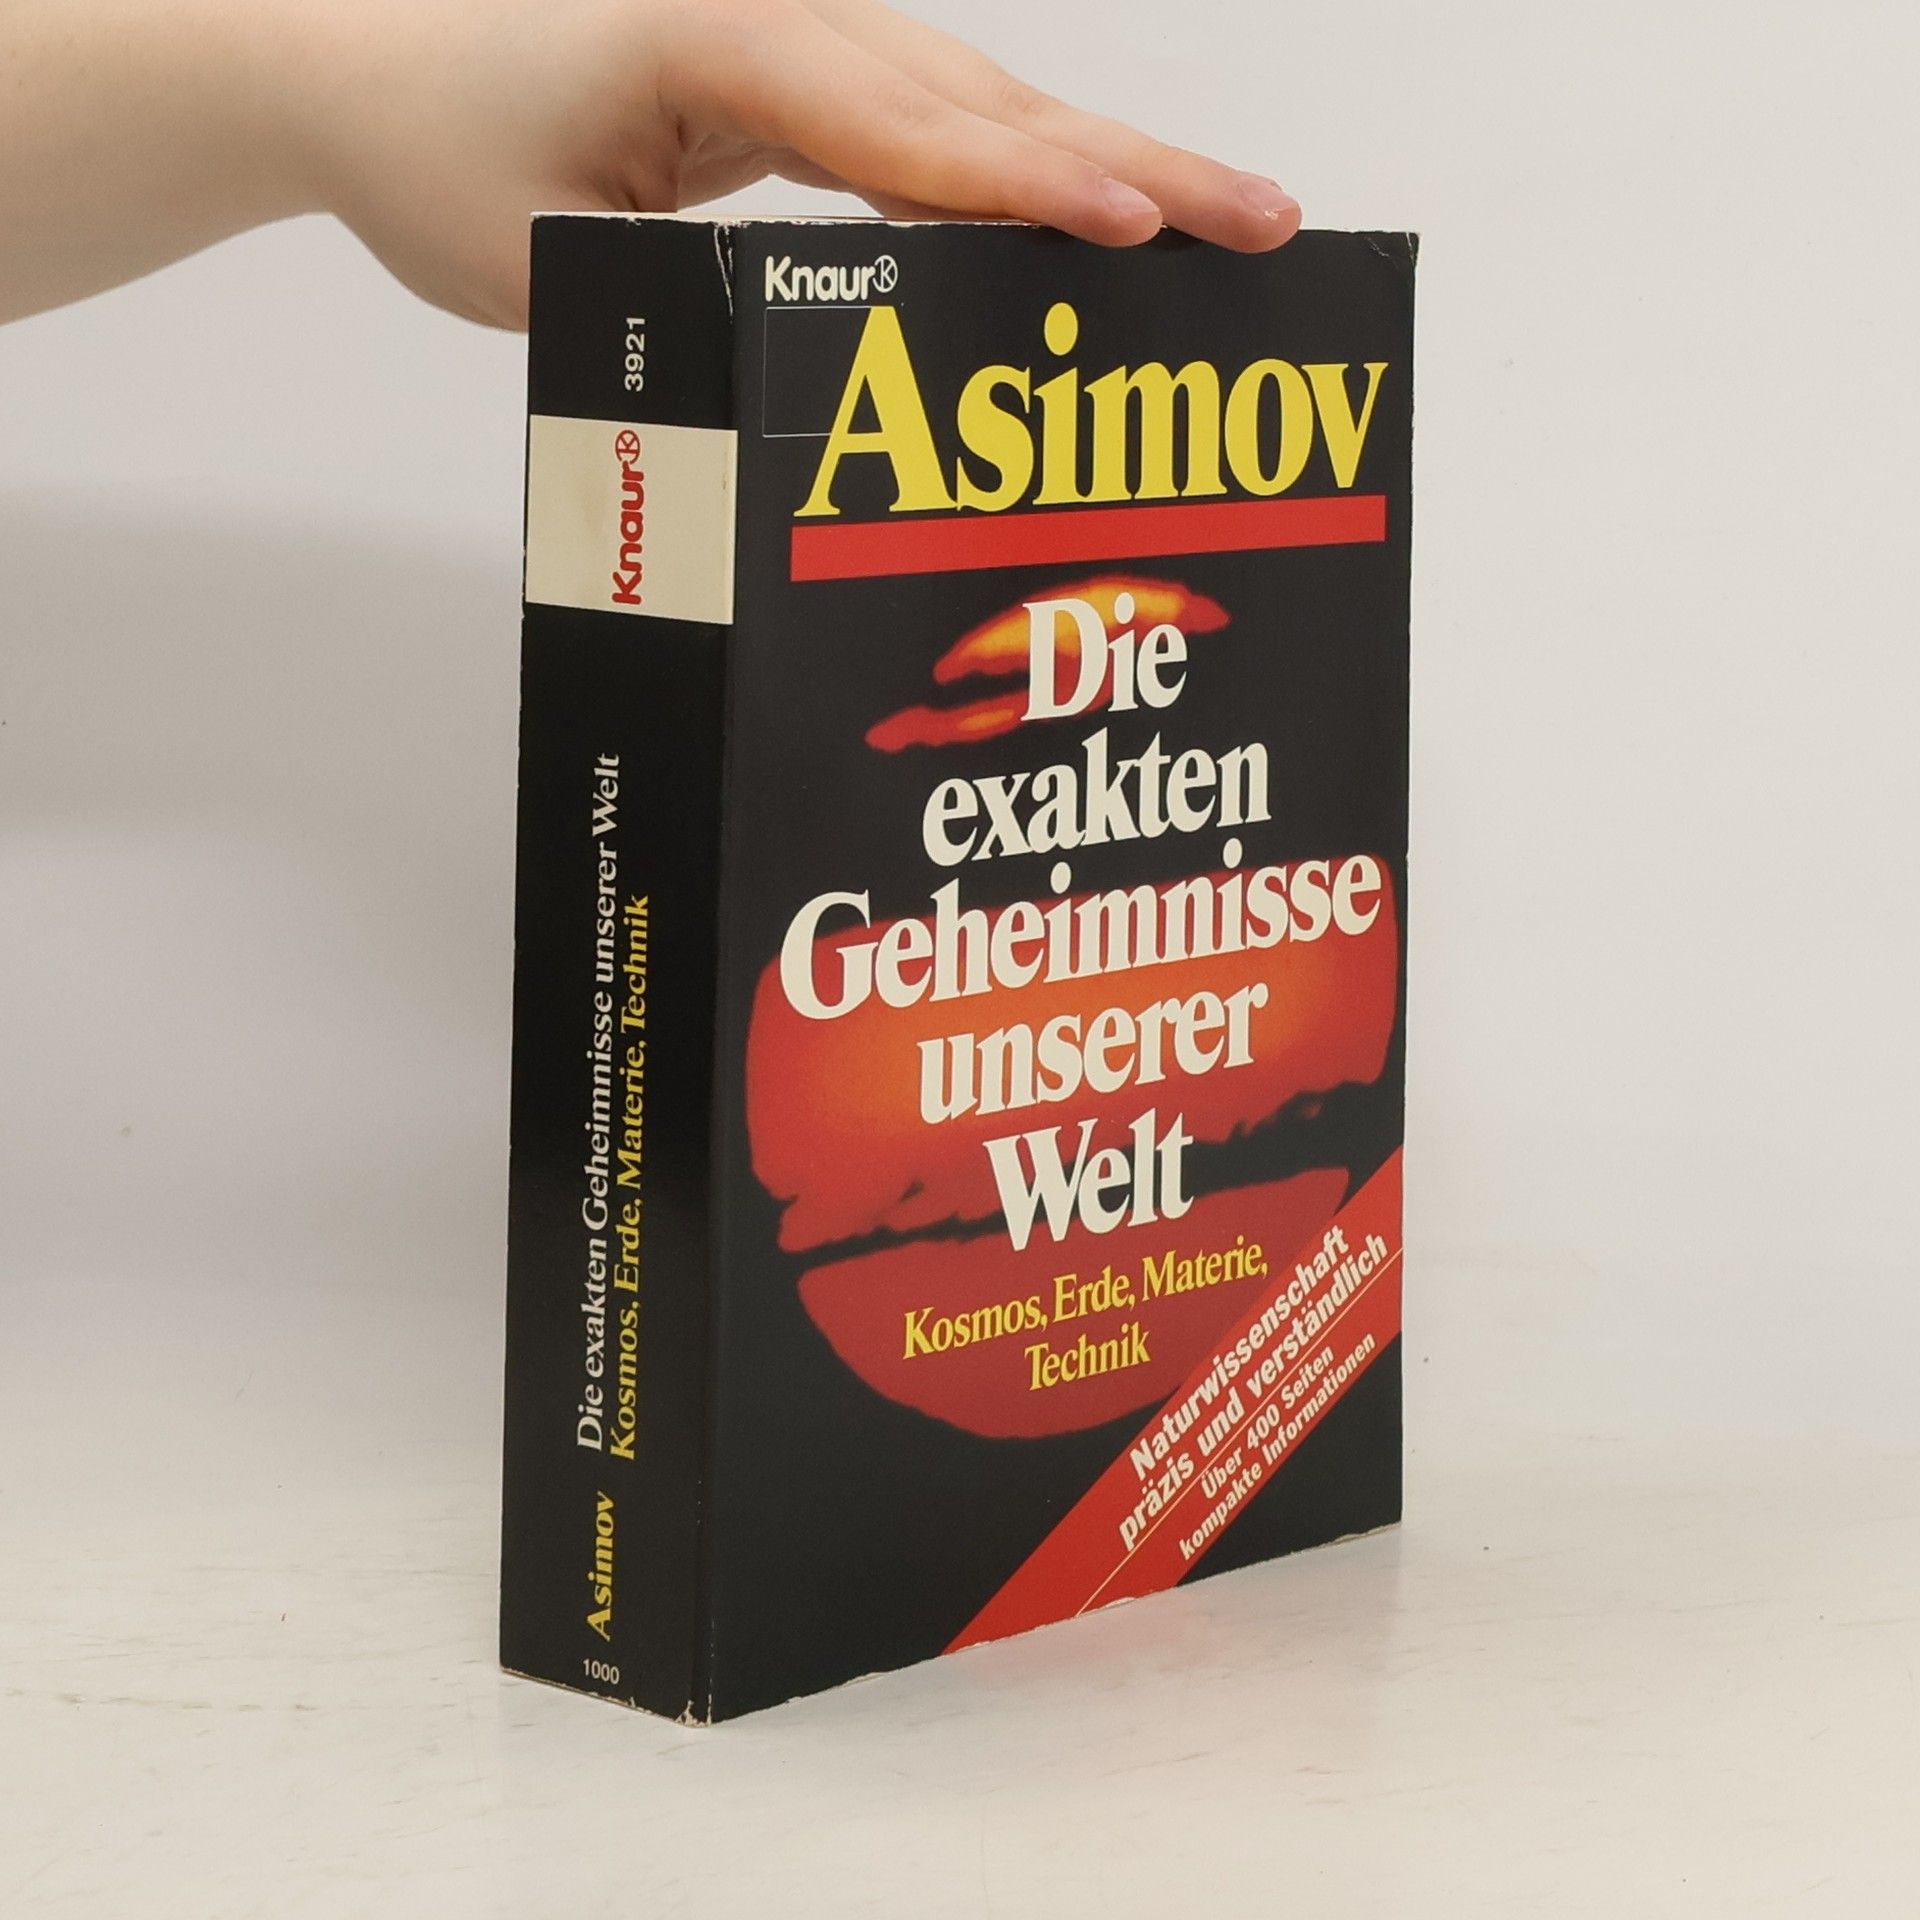 Knaur
Asimov
Die
exakten
Geheimnisse
unserer
Welt
Kosmos, Erde, Materie,
Technik
Naturwissenschaft
präzis und verständlich
Über 400 Seiten
kompakte Informationen
3921
Knaur
Asimov Die exakten Geheimnisse unserer Welt
Kosmos, Erde, Materie, Technik
1000